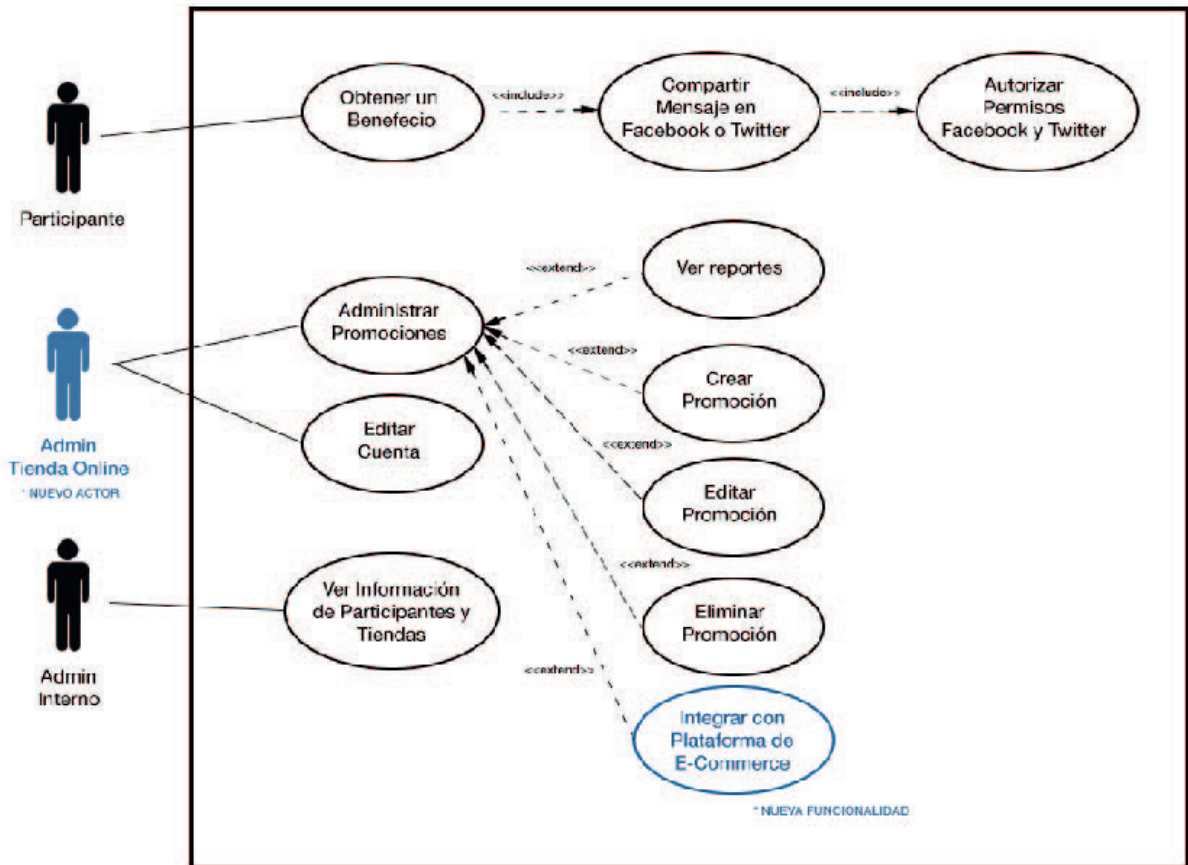 Obtener un
Benefecio
<<include>>
Compartir
Mensaje en
Facebook o Twitter
<<include>>
Autorizar
Permisos
Facebook y Twitter
Participante
<<extend>>
Ver reportes
Administrar
Promociones
<<extend>>
Crear
Promoción
Admin
Tienda Online
* NUEVO ACTOR
Editar
Cuenta
<<extend>>
Editar
Promoción
Admin
Interno
Ver Información
de Participantes y
Tiendas
<<extend>>
Eliminar
Promoción
<<extend>>
Integrar con
Plataforma de
E-Commerce
* NUEVA FUNCIONALIDAD